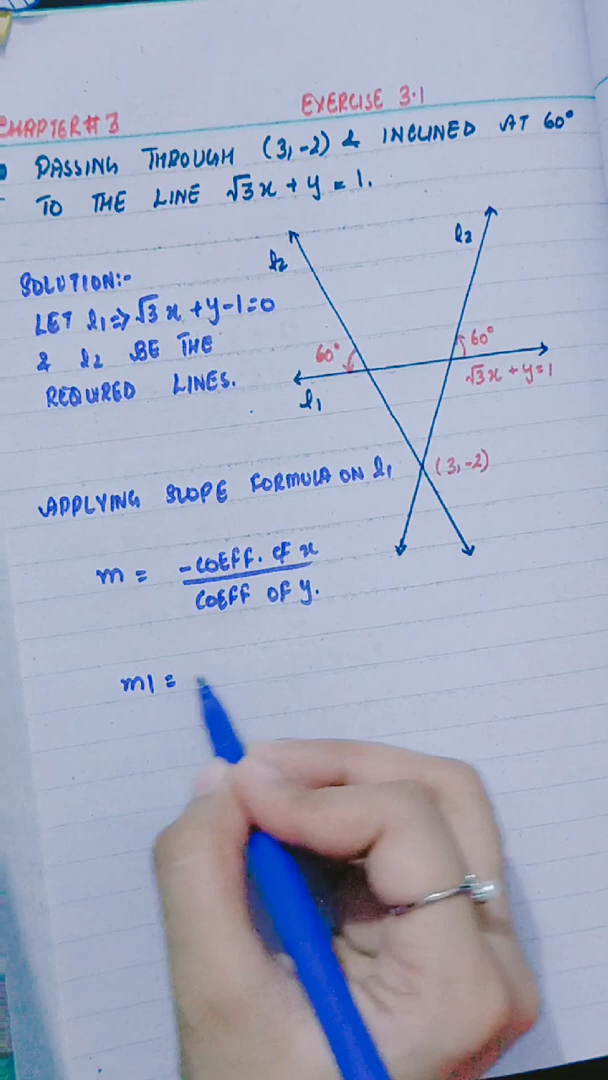 CHAPTER # 3
EXERCISE 3.1
PASSING THROUGH (3,-2) & INCLINED AT 60°
TO THE LINE √3x + y = 1.
SOLUTION:-
LET l1 => √3x + y - 1 = 0
& l2 BE THE
REQUIRED LINES.
l2
l2
60°
60°
l1
√3x + y = 1
(3,-2)
APPLYING SLOPE FORMULA ON l1
m = -COEFF. OF x
COEFF OF y.
m1 =